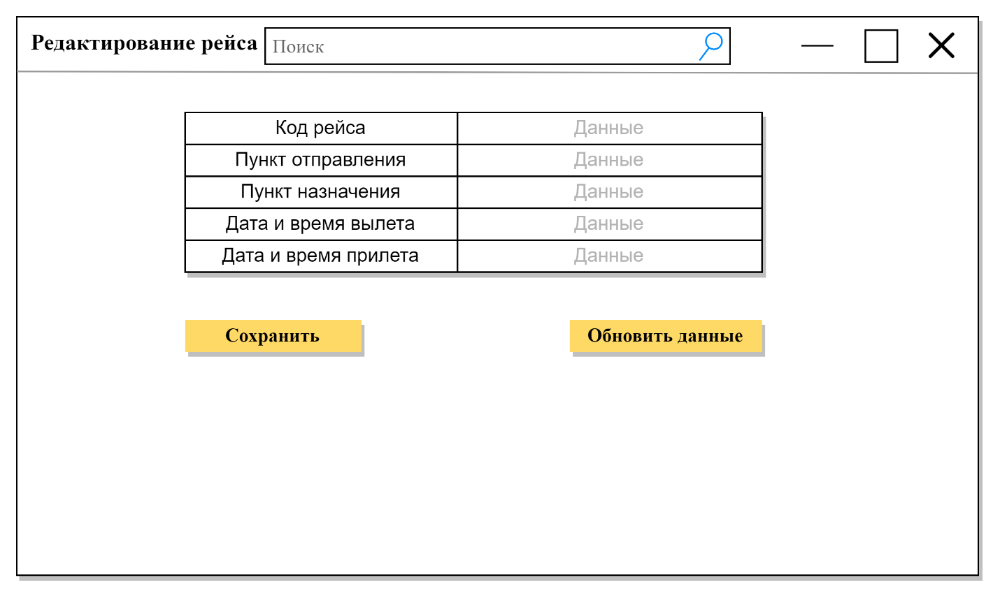 Редактирование рейса
Поиск
Код рейса Данные
Пункт отправления Данные
Пункт назначения Данные
Дата и время вылета Данные
Дата и время прилета Данные
Сохранить Обновить данные